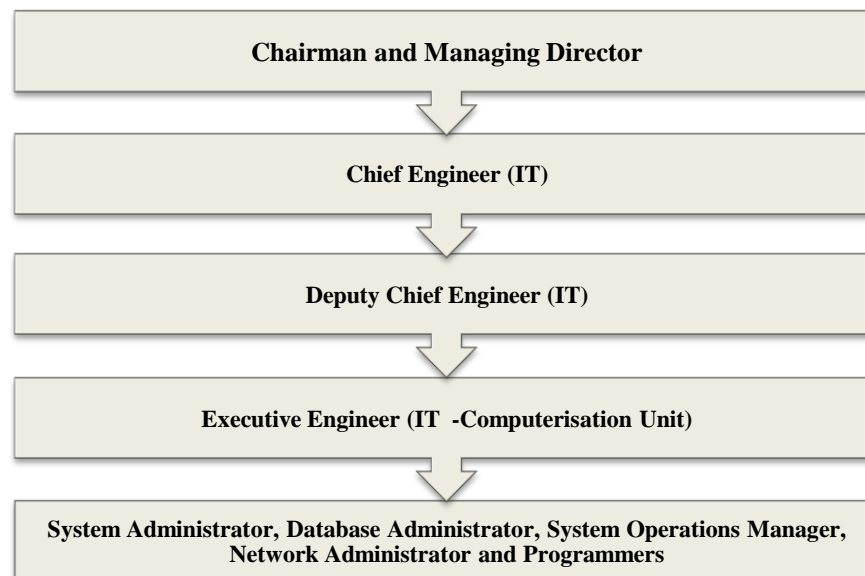 Chairman and Managing Director
Chief Engineer (IT)
Deputy Chief Engineer (IT)
Executive Engineer (IT -Computerisation Unit)
System Administrator, Database Administrator, System Operations Manager,
Network Administrator and Programmers